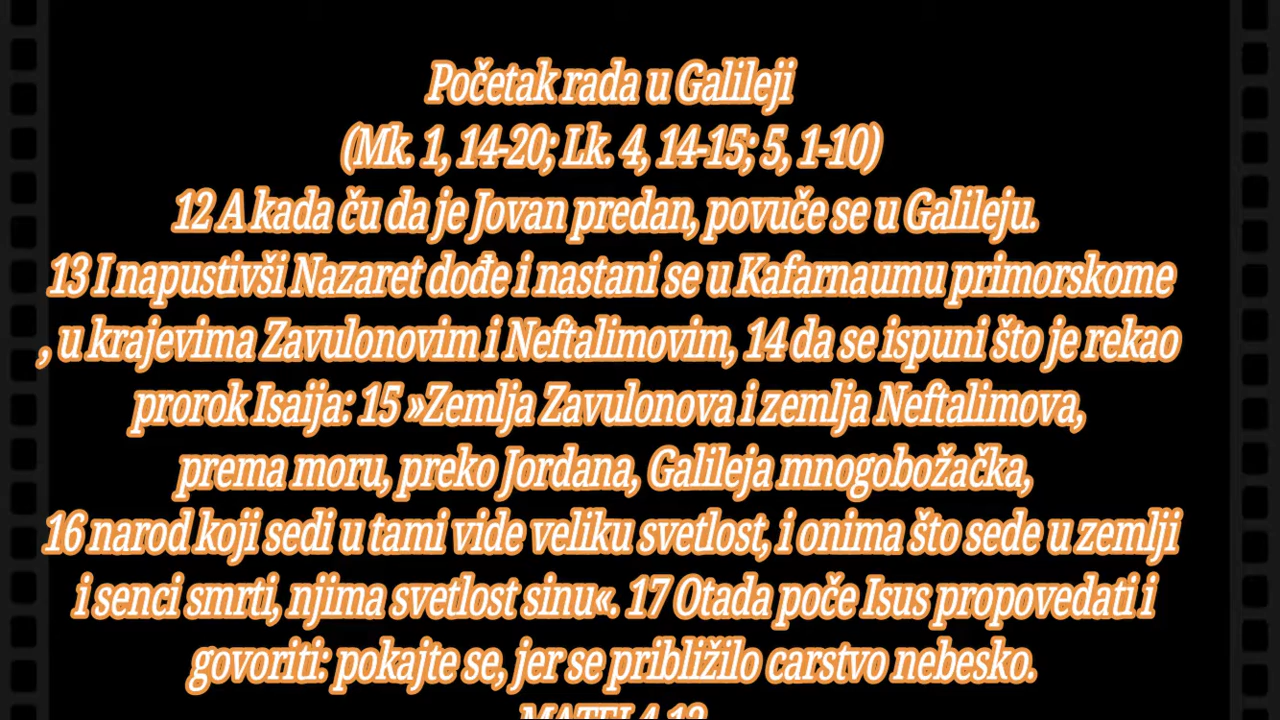 Početak rada u Galileji
(Mk. 1, 14-20; Lk. 4, 14-15; 5, 1-10)
12 A kada ču da je Jovan predan, povuče se u Galileju.
13 I napustivši Nazaret dođe i nastani se u Kafarnaumu primorskome
, u krajevima Zavulonovim i Neftalimovim, 14 da se ispuni što je rekao
prorok Isaija: 15 »Zemlja Zavulonova i zemlja Neftalimova,
prema moru, preko Jordana, Galileja mnogobožačka,
16 narod koji sedi u tami vide veliku svetlost, i onima što sede u zemlji
i senci smrti, njima svetlost sinu«. 17 Otada poče Isus propovedati i
govoriti: pokajte se, jer se približilo carstvo nebesko.
MATEJ 4,12